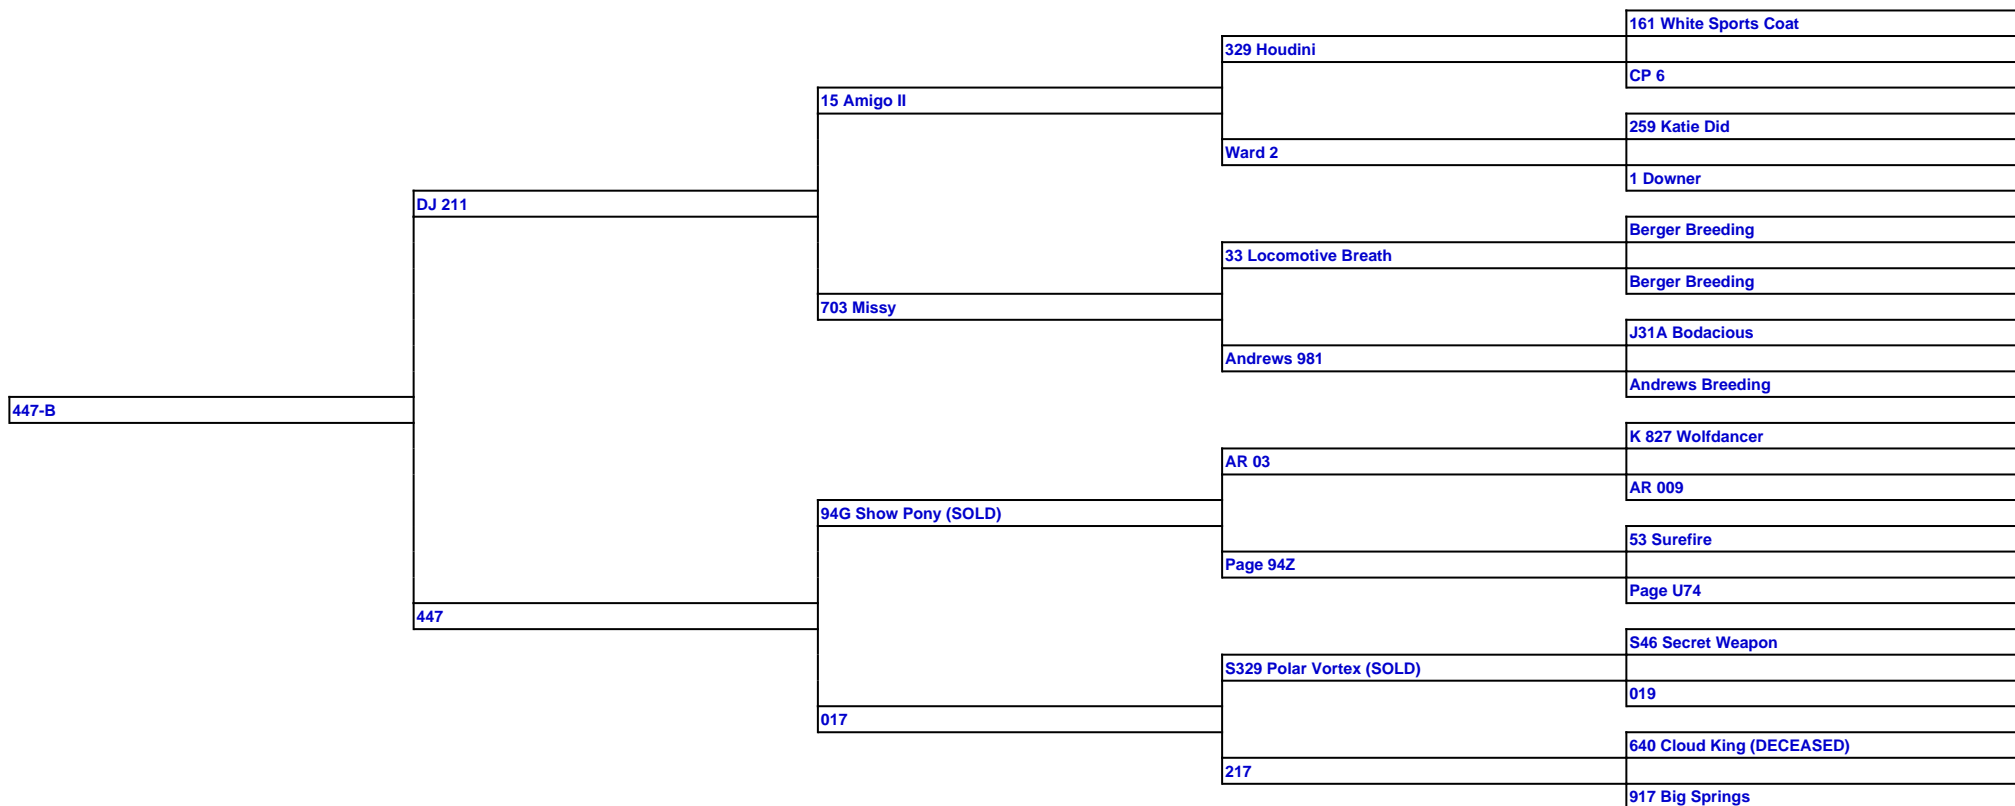 161 White Sports Coat
329 Houdini
CP 6
15 Amigo II
259 Katie Did
Ward 2
1 Downer
DJ 211
Berger Breeding
33 Locomotive Breath
Berger Breeding
703 Missy
J31A Bodacious
Andrews 981
Andrews Breeding
447-B
K 827 Wolfdancer
AR 03
AR 009
94G Show Pony (SOLD)
53 Surefire
Page 94Z
Page U74
447
S46 Secret Weapon
S329 Polar Vortex (SOLD)
019
017
640 Cloud King (DECEASED)
217
917 Big Springs